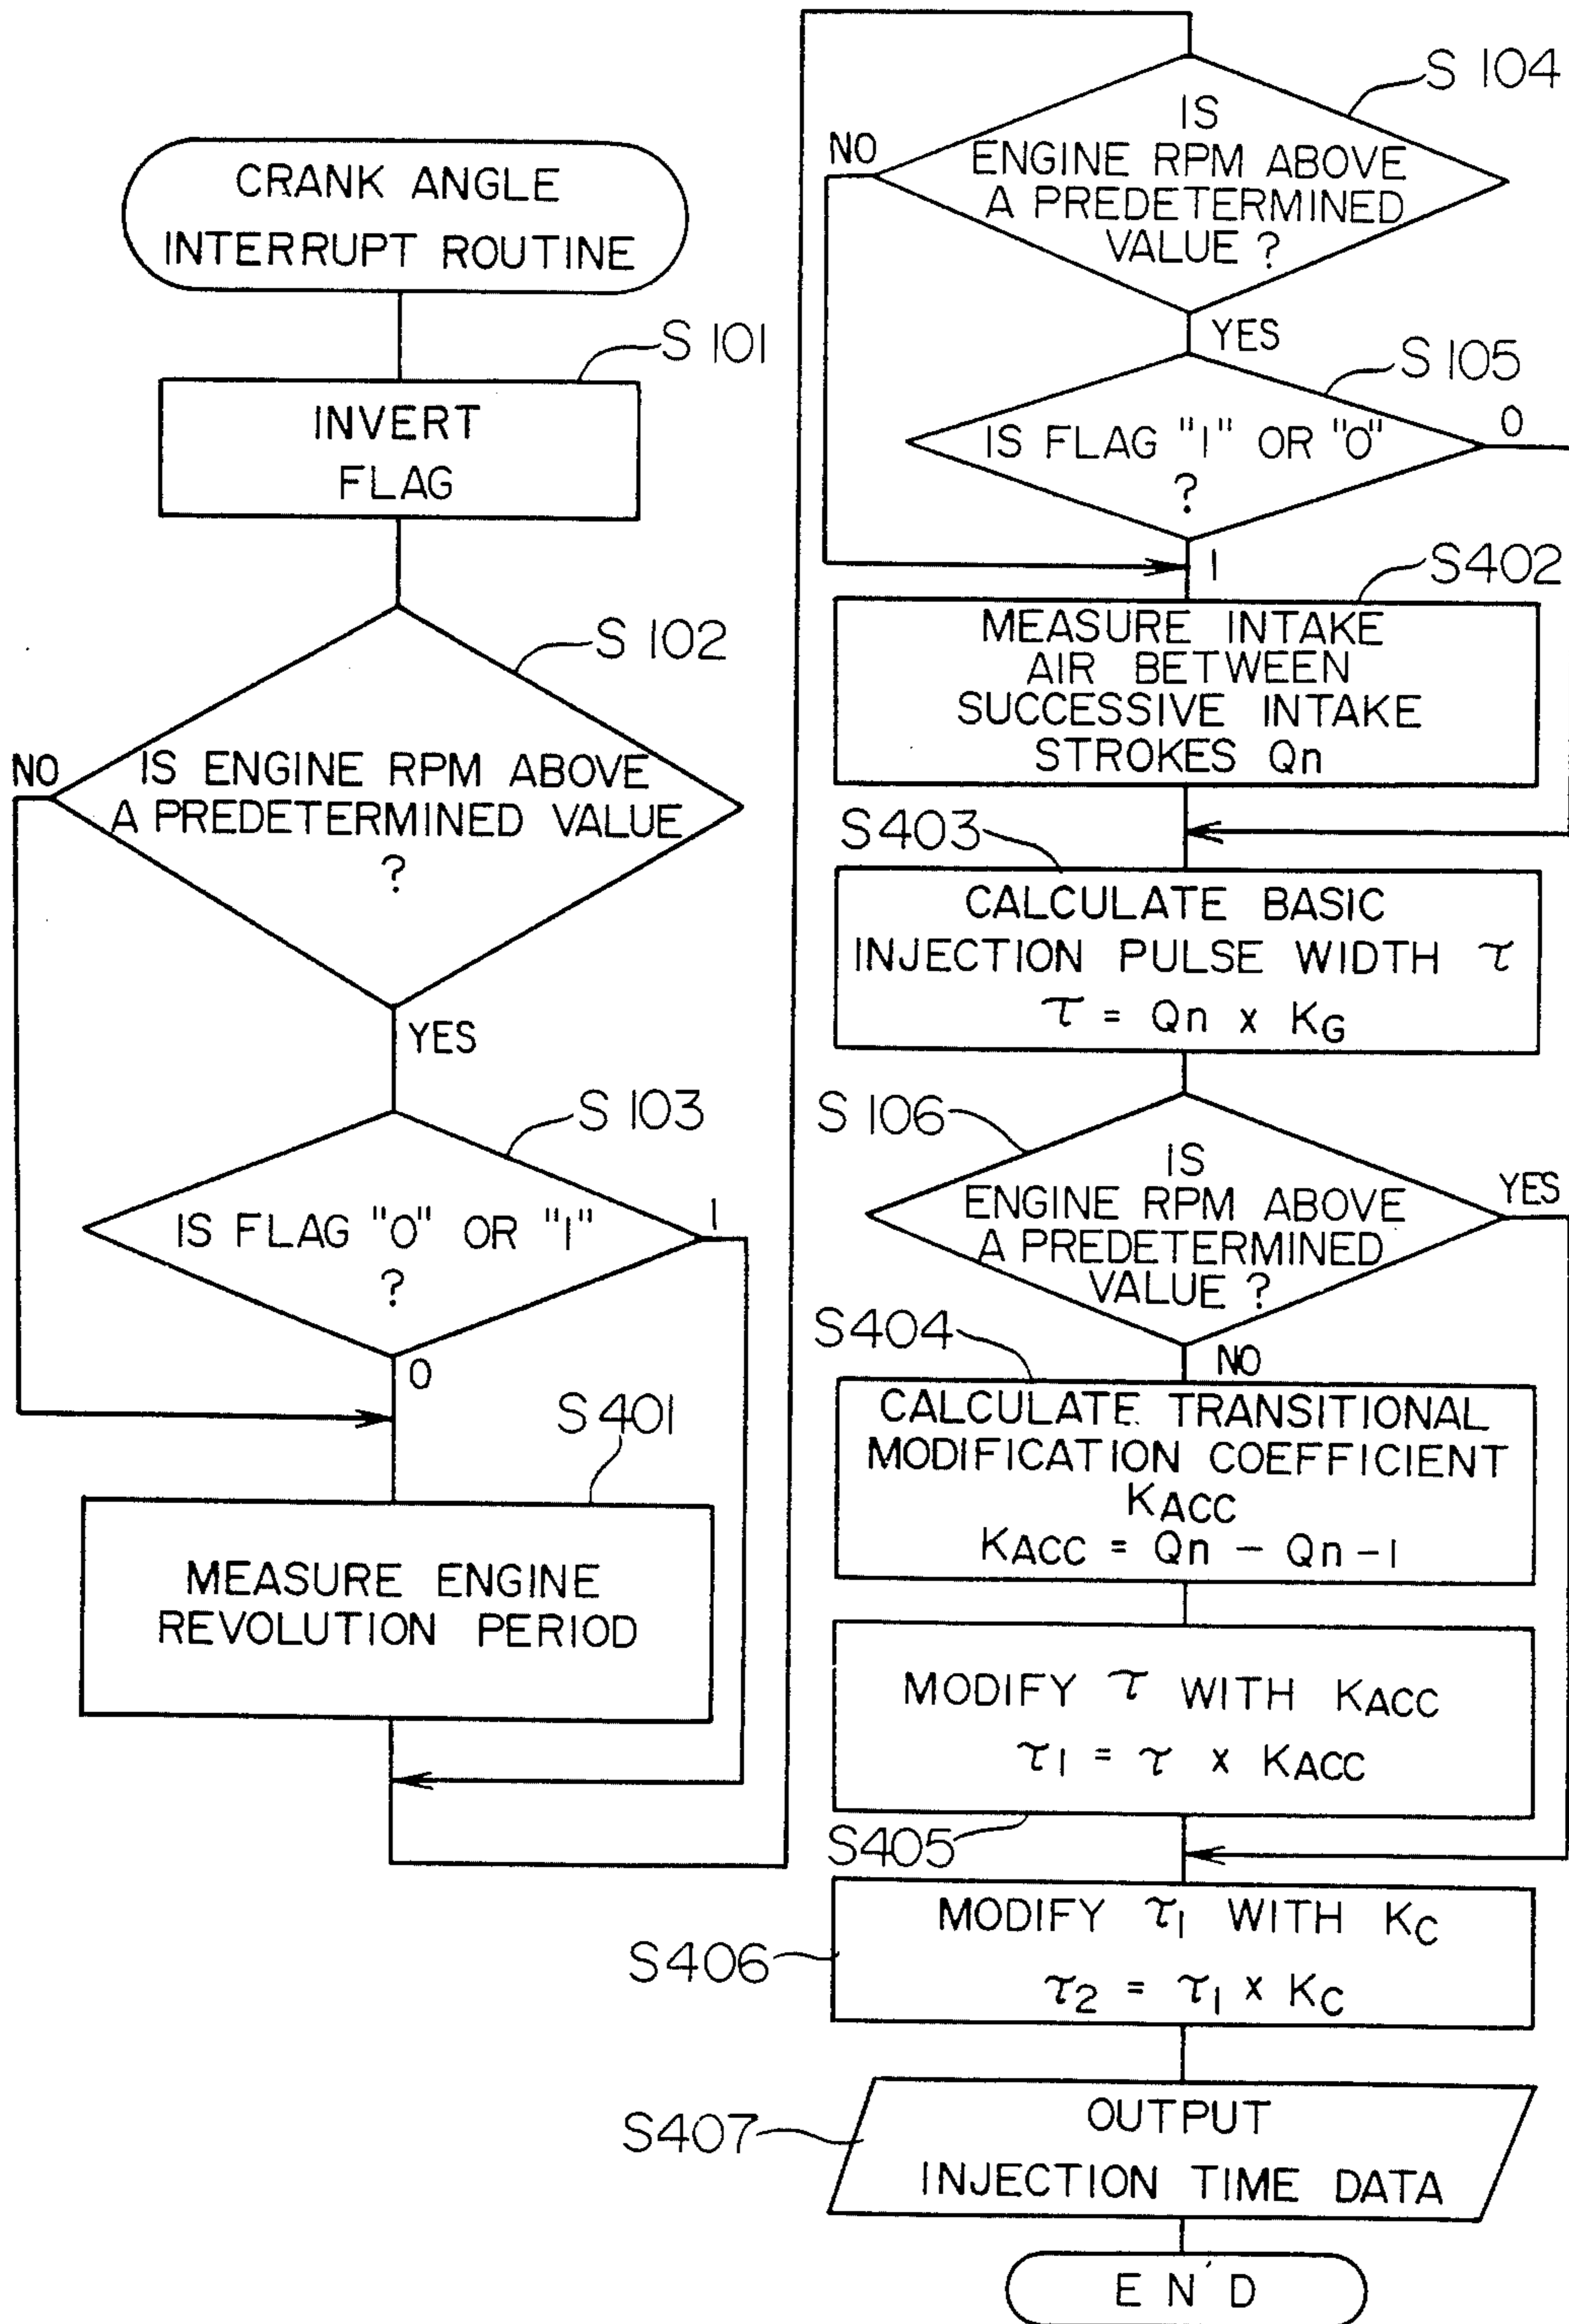 CRANK ANGLE
INTERRUPT ROUTINE
S 101
INVERT
FLAG
S 102
NO
IS ENGINE RPM ABOVE
A PREDETERMINED VALUE
?
YES
S 103
IS FLAG "0" OR "1"
?
1
0
S401
MEASURE ENGINE
REVOLUTION PERIOD
S 104
IS
ENGINE RPM ABOVE
A PREDETERMINED
VALUE ?
NO
YES
S 105
IS FLAG "1" OR "0"
?
0
1
S402
MEASURE INTAKE
AIR BETWEEN
SUCCESSIVE INTAKE
STROKES Qn
S403
CALCULATE BASIC
INJECTION PULSE WIDTH τ
τ = Qn x KG
S 106
IS
ENGINE RPM ABOVE
A PREDETERMINED
VALUE ?
YES
NO
S404
CALCULATE TRANSITIONAL
MODIFICATION COEFFICIENT
KACC
KACC = Qn - Qn-1
MODIFY τ WITH KACC
τ1 = τ x KACC
S405
MODIFY τ1 WITH KC
τ2 = τ1 x KC
S406
OUTPUT
INJECTION TIME DATA
S407
END